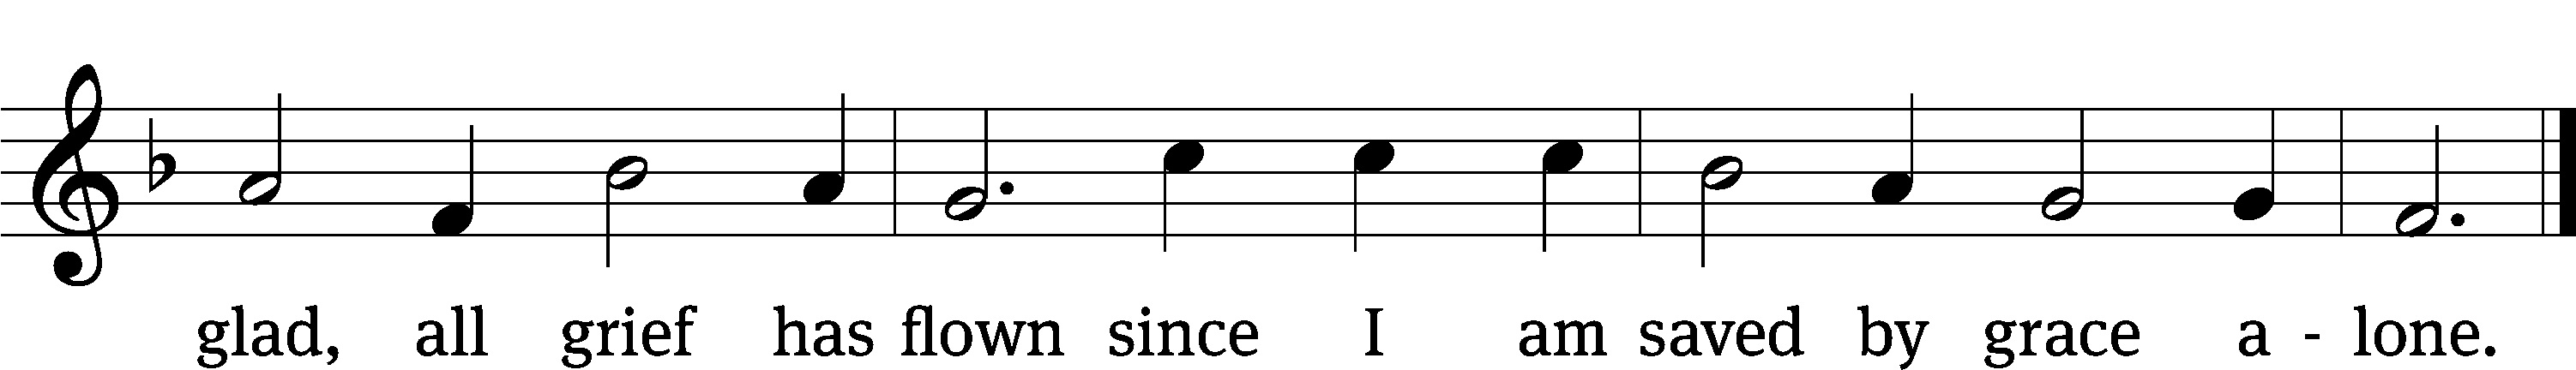 glad, all grief has flown since I am saved by grace a - lone.